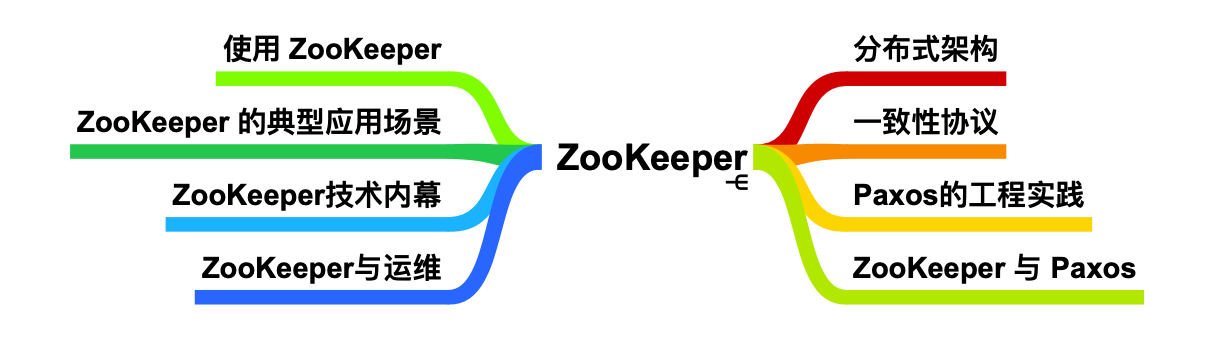 ZooKeeper
分布式架构
一致性协议
Paxos的工程实践
ZooKeeper 与 Paxos
使用 ZooKeeper
ZooKeeper 的典型应用场景
ZooKeeper技术内幕
ZooKeeper与运维